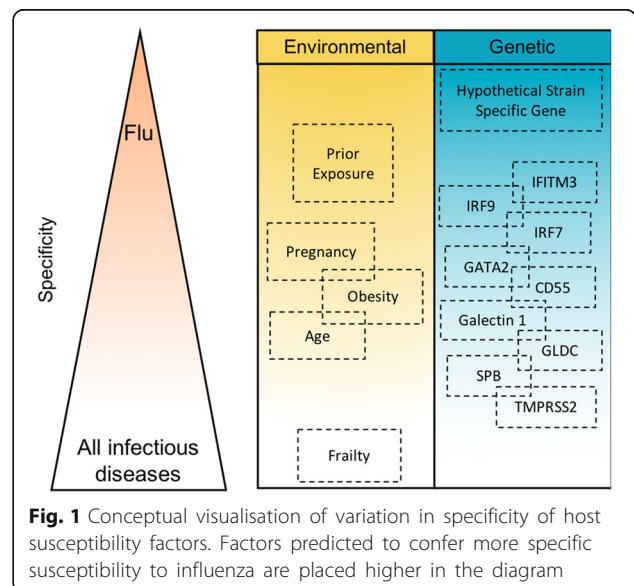 Specificity
Flu
All infectious
diseases
Environmental
Prior
Exposure
Pregnancy
Obesity
Age
Frailty
Genetic
Hypothetical Strain
Specific Gene
IFITM3
IRF9
IRF7
GATA2
CD55
Galectin 1
GLDC
SPB
TMPRSS2
Fig. 1 Conceptual visualisation of variation in specificity of host
susceptibility factors. Factors predicted to confer more specific
susceptibility to influenza are placed higher in the diagram